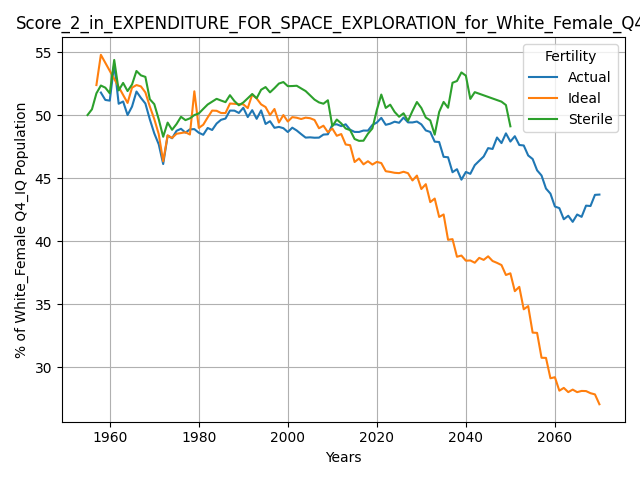 Score_2_in_EXPENDITURE_FOR_SPACE_EXPLORATION_for_White_Female_Q4
Fertility
Actual
Ideal
Sterile
% of White_Female Q4_IQ Population
55
50
45
40
35
30
1960
1980
2000
2020
2040
2060
Years